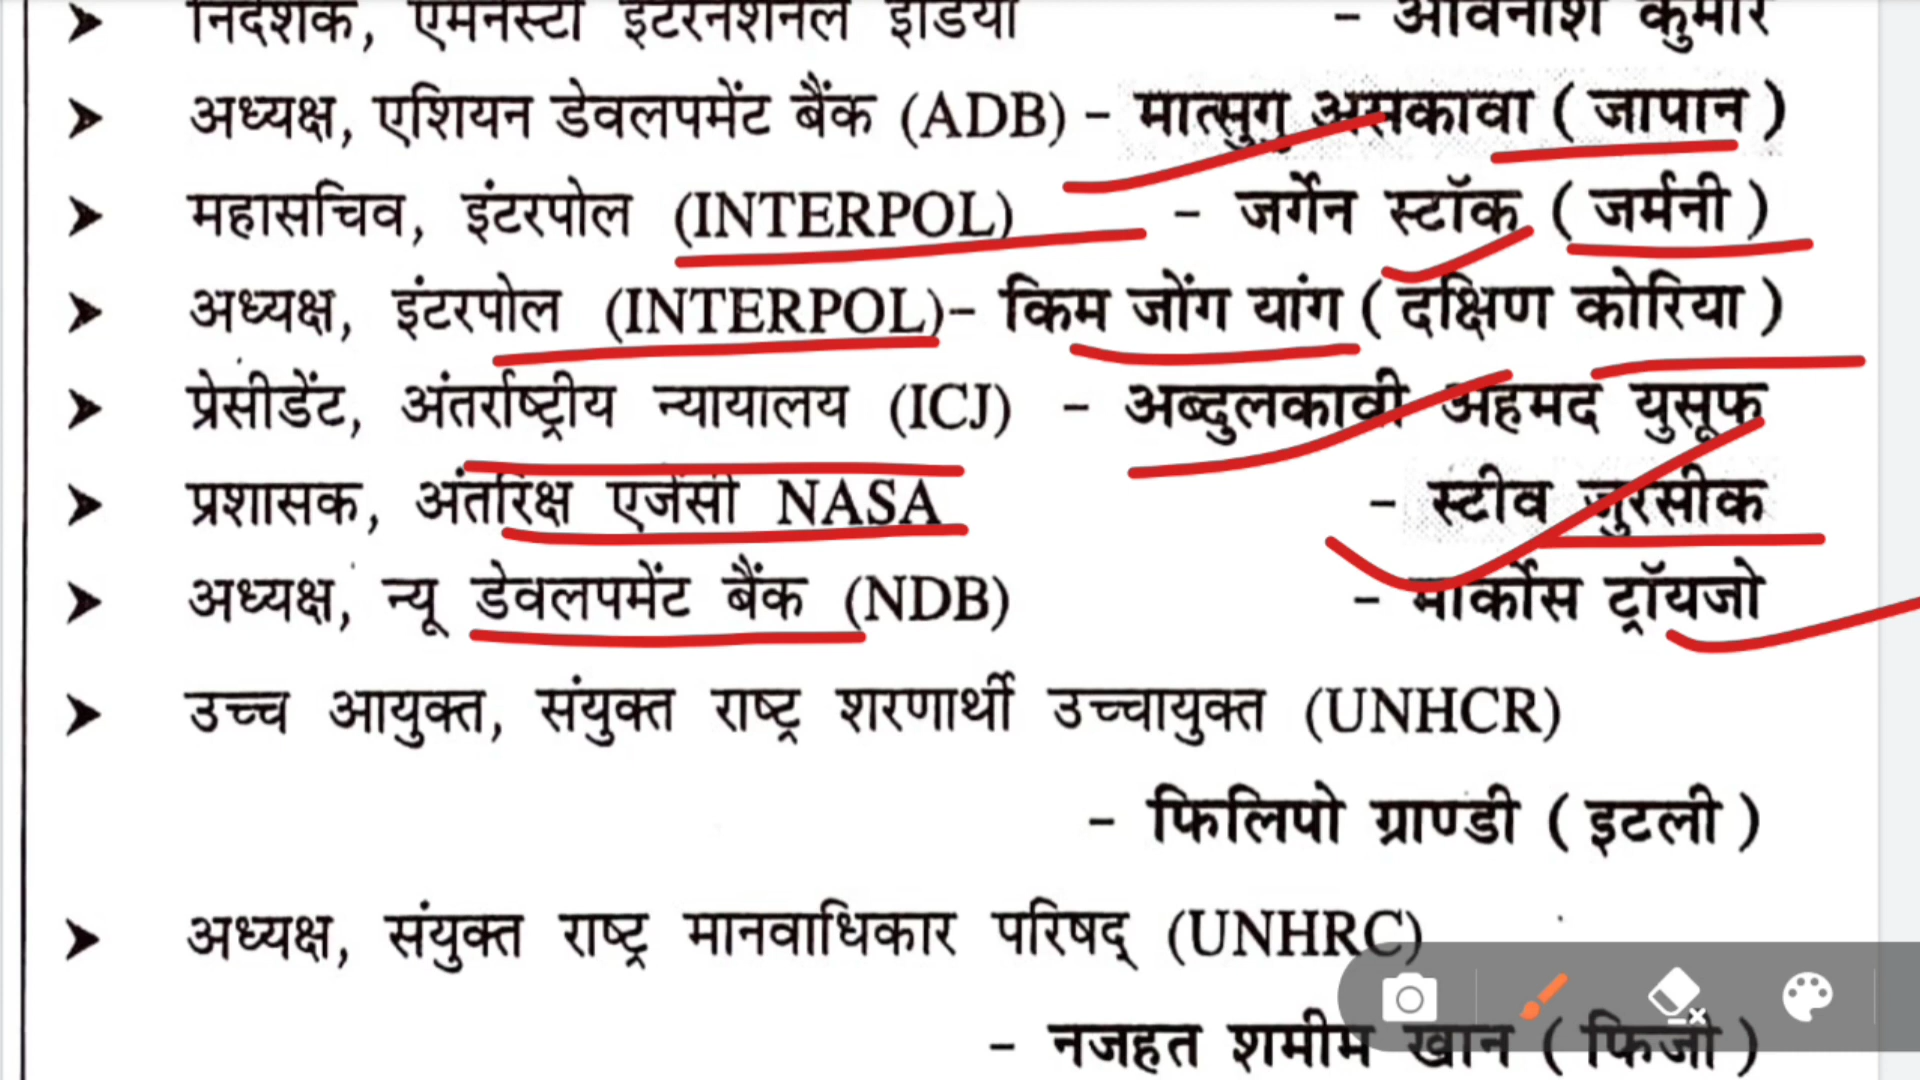 ➤ निदेशक, एमनेस्टी इंटरनेशनल इंडिया - अविनाश कुमार
➤ अध्यक्ष, एशियन डेवलपमेंट बैंक (ADB) - मात्सुगु असकावा ( जापान )
➤ महासचिव, इंटरपोल (INTERPOL) - जर्गेन स्टॉक ( जर्मनी )
➤ अध्यक्ष, इंटरपोल (INTERPOL)- किम जोंग यांग ( दक्षिण कोरिया )
➤ प्रेसीडेंट, अंतर्राष्ट्रीय न्यायालय (ICJ) - अब्दुलकावी अहमद युसूफ
➤ प्रशासक, अंतरिक्ष एजेंसी NASA - स्टीव जुरसीक
➤ अध्यक्ष, न्यू डेवलपमेंट बैंक (NDB) - मार्कोस ट्रॉयजो
➤ उच्च आयुक्त, संयुक्त राष्ट्र शरणार्थी उच्चायुक्त (UNHCR)
- फिलिपो ग्राण्डी ( इटली )
➤ अध्यक्ष, संयुक्त राष्ट्र मानवाधिकार परिषद् (UNHRC)
- नजहत शमीम खान ( फिजी )